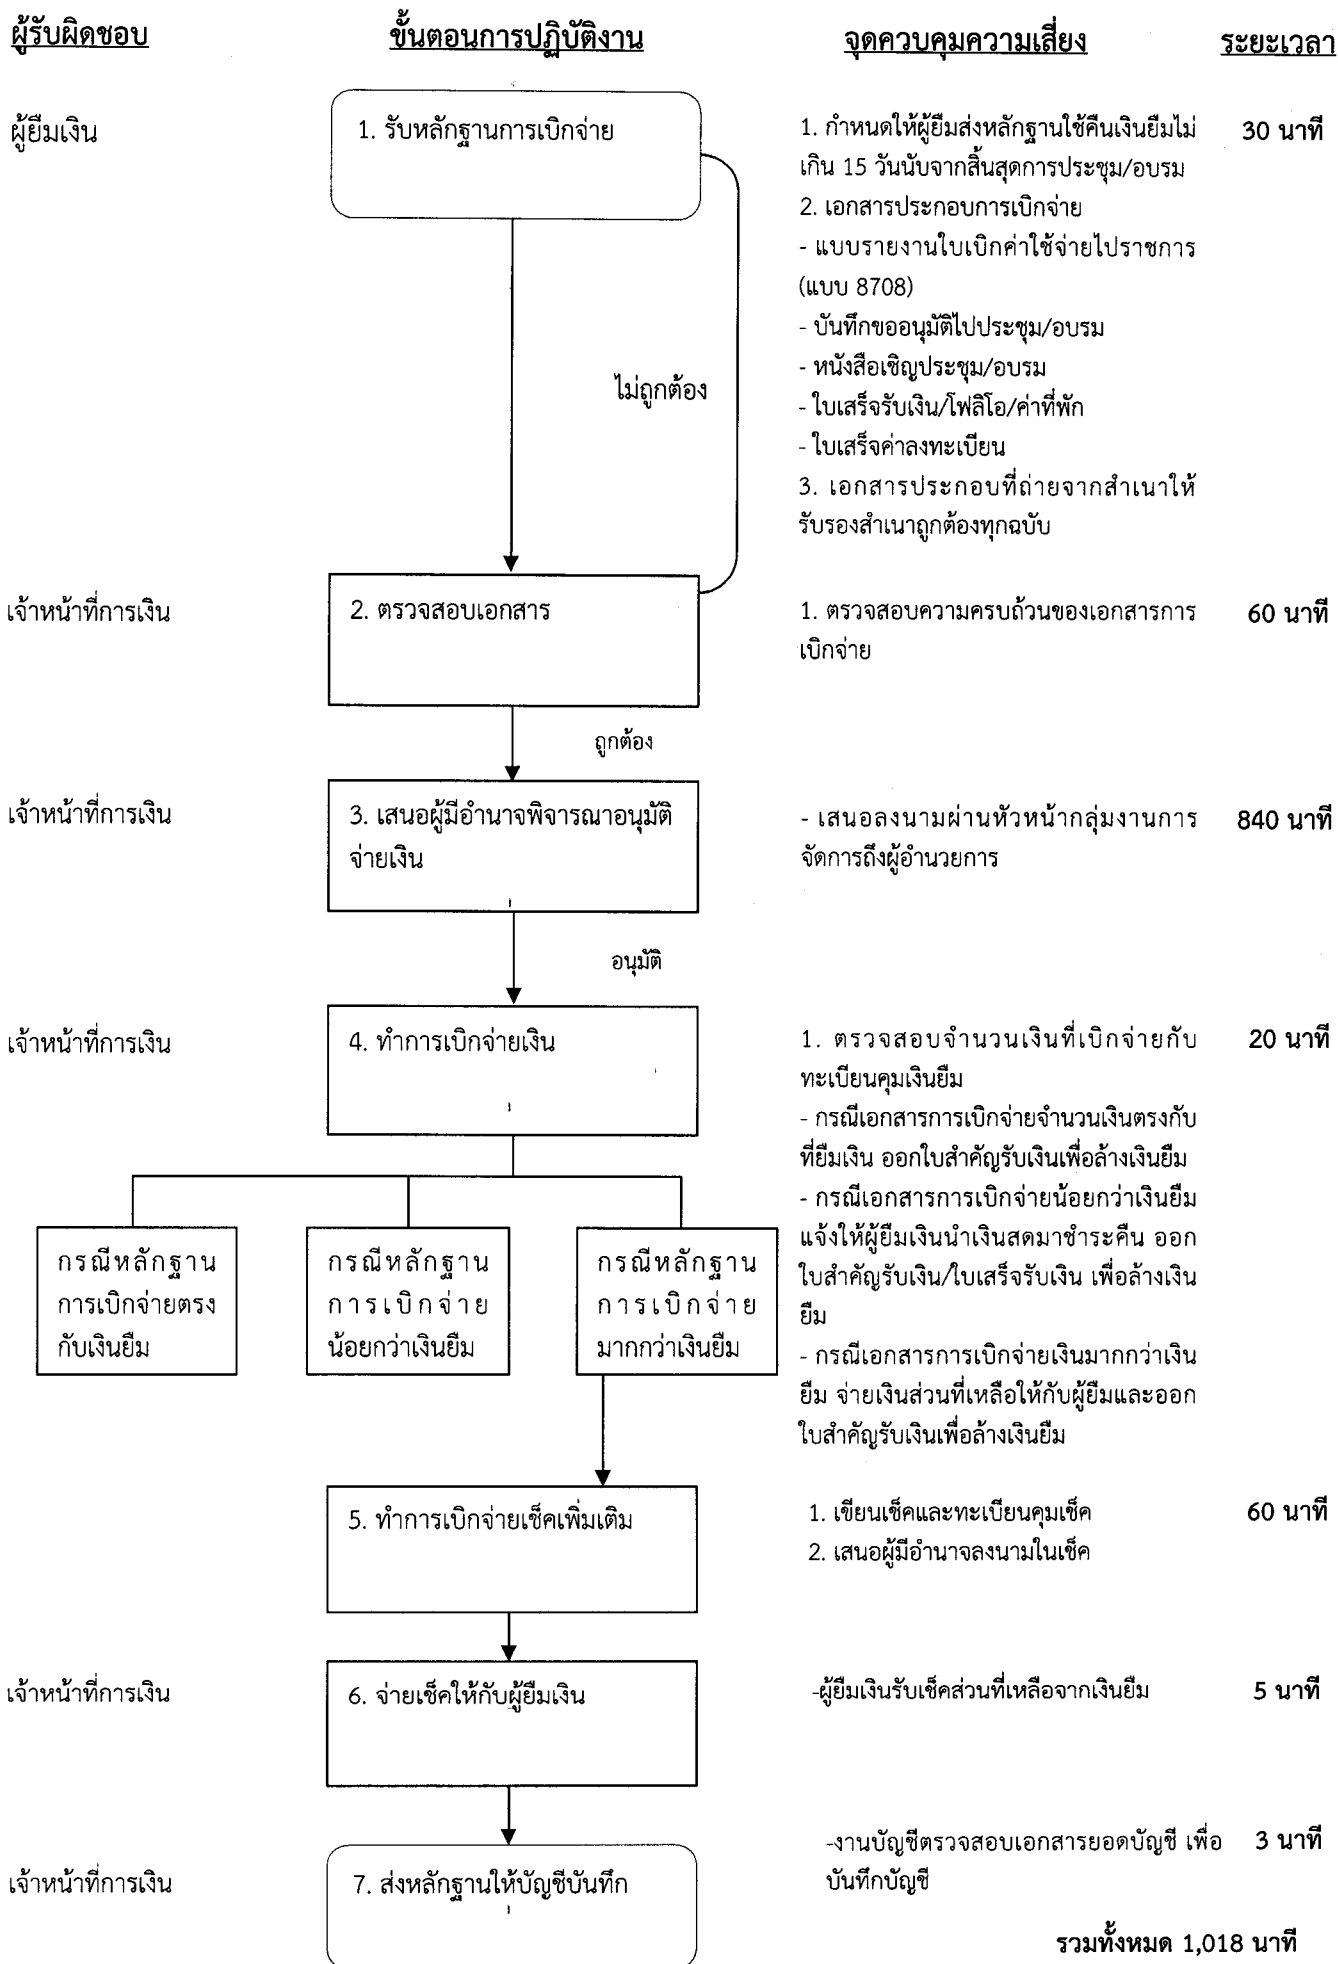 ผู้รับผิดชอบ
ขั้นตอนการปฏิบัติงาน
จุดควบคุมความเสี่ยง
ระยะเวลา
ผู้ยืมเงิน
1. รับหลักฐานการเบิกจ่าย
1. กำหนดให้ผู้ยืมส่งหลักฐานใช้คืนเงินยืมไม่
เกิน 15 วันนับจากสิ้นสุดการประชุม/อบรม
2. เอกสารประกอบการเบิกจ่าย
- แบบรายงานใบเบิกค่าใช้จ่ายไปราชการ
(แบบ 8708)
- บันทึกขออนุมัติไปประชุม/อบรม
- หนังสือเชิญประชุม/อบรม
- ใบเสร็จรับเงิน/โฟลิโอ/ค่าที่พัก
- ใบเสร็จค่าลงทะเบียน
3. เอกสารประกอบที่ถ่ายจากสำเนาให้
รับรองสำเนาถูกต้องทุกฉบับ
30 นาที
ไม่ถูกต้อง
เจ้าหน้าที่การเงิน
2. ตรวจสอบเอกสาร
1. ตรวจสอบความครบถ้วนของเอกสารการ
เบิกจ่าย
60 นาที
ถูกต้อง
เจ้าหน้าที่การเงิน
3. เสนอผู้มีอำนาจพิจารณาอนุมัติ
จ่ายเงิน
- เสนอลงนามผ่านหัวหน้ากลุ่มงานการ
จัดการถึงผู้อำนวยการ
840 นาที
อนุมัติ
เจ้าหน้าที่การเงิน
4. ทำการเบิกจ่ายเงิน
1. ตรวจสอบจำนวนเงินที่เบิกจ่ายกับ
ทะเบียนคุมเงินยืม
- กรณีเอกสารการเบิกจ่ายจำนวนเงินตรงกับ
ที่ยืมเงิน ออกใบสำคัญรับเงินเพื่อล้างเงินยืม
- กรณีเอกสารการเบิกจ่ายน้อยกว่าเงินยืม
แจ้งให้ผู้ยืมเงินนำเงินสดมาชำระคืน ออก
ใบสำคัญรับเงิน/ใบเสร็จรับเงิน เพื่อล้างเงิน
ยืม
- กรณีเอกสารการเบิกจ่ายเงินมากกว่าเงิน
ยืม จ่ายเงินส่วนที่เหลือให้กับผู้ยืมและออก
ใบสำคัญรับเงินเพื่อล้างเงินยืม
20 นาที
กรณีหลักฐาน
การเบิกจ่ายตรง
กับเงินยืม
กรณีหลักฐาน
การเบิกจ่าย
น้อยกว่าเงินยืม
กรณีหลักฐาน
การเบิกจ่าย
มากกว่าเงินยืม
5. ทำการเบิกจ่ายเช็คเพิ่มเติม
1. เขียนเช็คและทะเบียนคุมเช็ค
2. เสนอผู้มีอำนาจลงนามในเช็ค
60 นาที
เจ้าหน้าที่การเงิน
6. จ่ายเช็คให้กับผู้ยืมเงิน
-ผู้ยืมเงินรับเช็คส่วนที่เหลือจากเงินยืม
5 นาที
เจ้าหน้าที่การเงิน
7. ส่งหลักฐานให้บัญชีบันทึก
-งานบัญชีตรวจสอบเอกสารยอดบัญชี เพื่อ
บันทึกบัญชี
3 นาที
รวมทั้งหมด 1,018 นาที